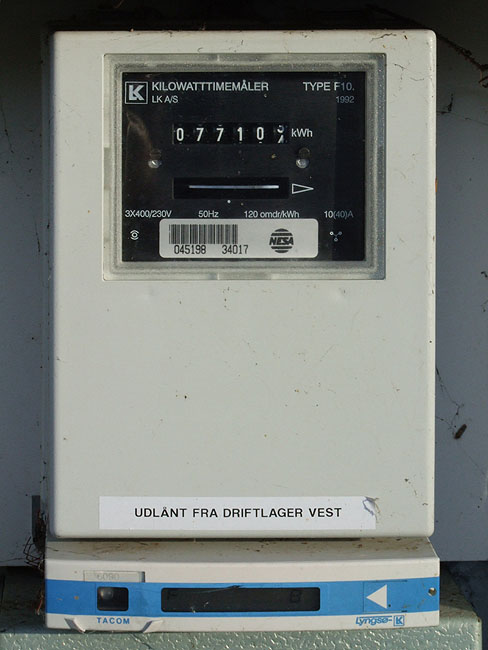 KILOWATTTIMEMÅLER TYPE F10.
LK A/S 1992
07710 kWh
3X400/230V 50Hz 120 omdr/kWh 10(40)A
045198 34017 NESA
UDLÅNT FRA DRIFTLAGER VEST
TACOM
Lyngsø-K